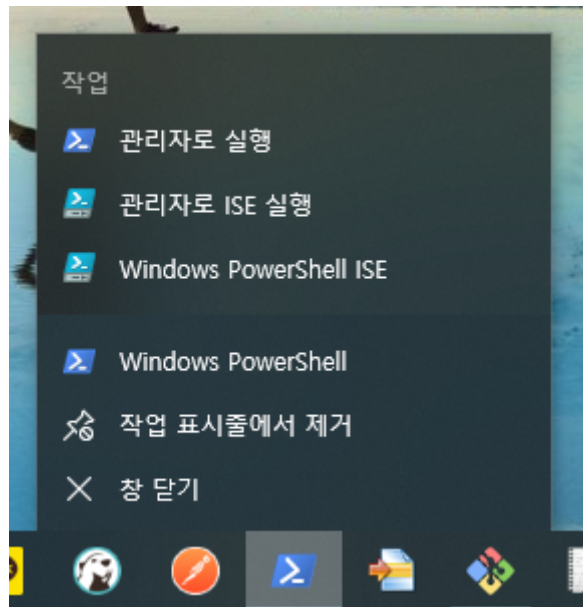 작업
관리자로 실행
관리자로 ISE 실행
Windows PowerShell ISE
Windows PowerShell
작업 표시줄에서 제거
창 닫기